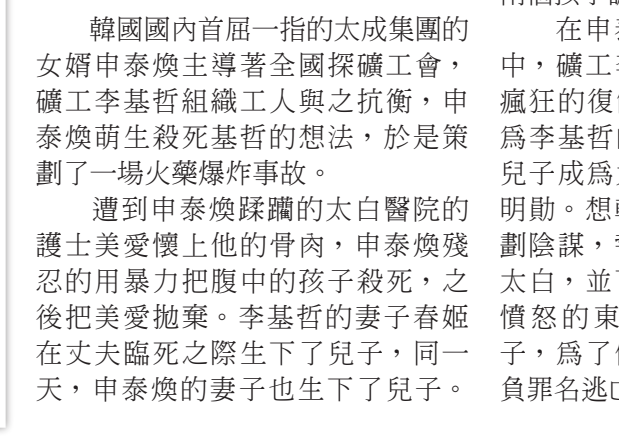 韓國國內首屈一指的太成集團的
女婿申泰煥主導著全國探礦工會，
礦工李基哲組織工人與之抗衡，申
泰煥萌生殺死基哲的想法，於是策
劃了一場火藥爆炸事故。
遭到申泰煥蹂躪的太白醫院的
護士美愛懷上他的骨肉，申泰煥殘
忍的用暴力把腹中的孩子殺死，之
後把美愛拋棄。李基哲的妻子春姬
在丈夫臨死之際生下了兒子，同一
天，申泰煥的妻子也生下了兒子。
在申
中，礦工
瘋狂的復
爲李基哲
兒子成爲
明勛。想
劃陰謀，
太白，並
憤怒的東
子，爲了
負罪名逃